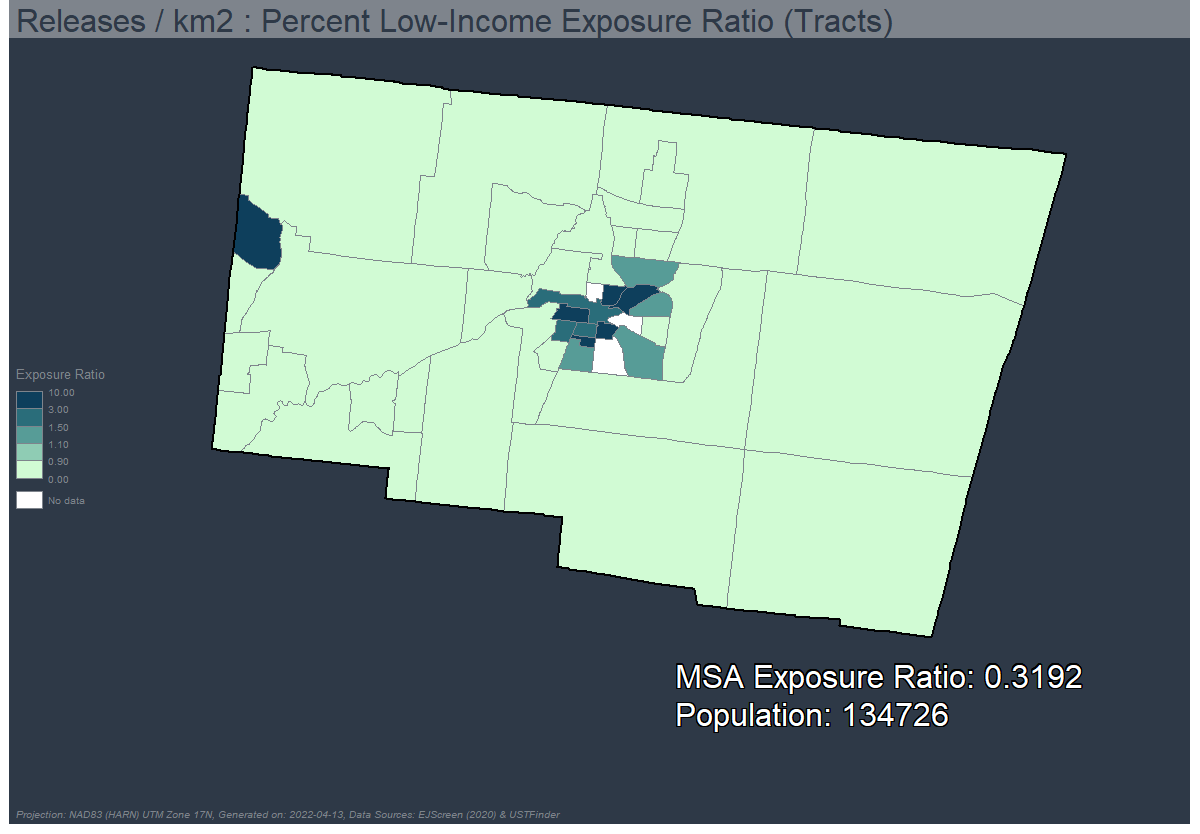 Releases / km2 : Percent Low-Income Exposure Ratio (Tracts)
Exposure Ratio
10.00
3.00
1.50
1.10
0.90
0.00
No data
MSA Exposure Ratio: 0.3192
Population: 134726
Projection: NAD83 (HARN) UTM Zone 17N, Generated on: 2022-04-13, Data Sources: EJScreen (2020) & USTFinder